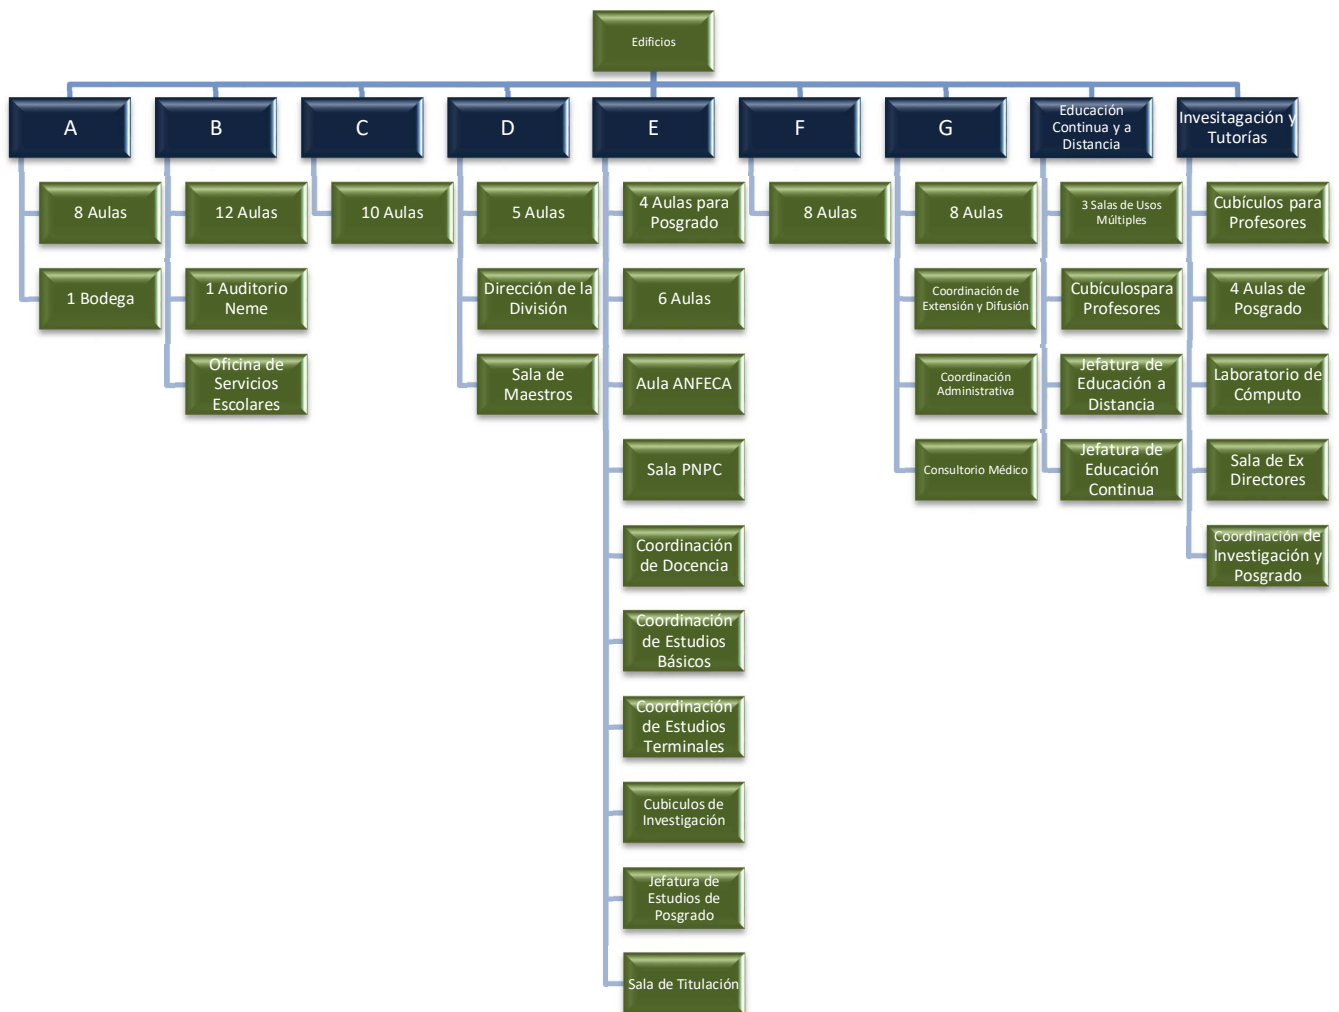 Edificios
A
8 Aulas
1 Bodega
B
12 Aulas
1 Auditorio
Neme
Oficina de
Servicios
Escolares
C
10 Aulas
D
5 Aulas
Dirección de la
División
Sala de
Maestros
E
4 Aulas para
Posgrado
6 Aulas
Aula ANFECA
Sala PNPC
Coordinación
de Docencia
Coordinación
de Estudios
Básicos
Coordinación
de Estudios
Terminales
Cubiculos de
Investigación
Jefatura de
Estudios de
Posgrado
Sala de Titulación
F
8 Aulas
G
8 Aulas
Coordinación de
Extensión y Difusión
Coordinación
Administrativa
Consultorio Médico
Educación
Continua y a
Distancia
3 Salas de Usos
Múltiples
Cubículospara
Profesores
Jefatura de
Educación a
Distancia
Jefatura de
Educación
Continua
Invesitagación y
Tutorías
Cubículos para
Profesores
4 Aulas de
Posgrado
Laboratorio de
Cómputo
Sala de Ex
Directores
Coordinación de
Investigación y
Posgrado